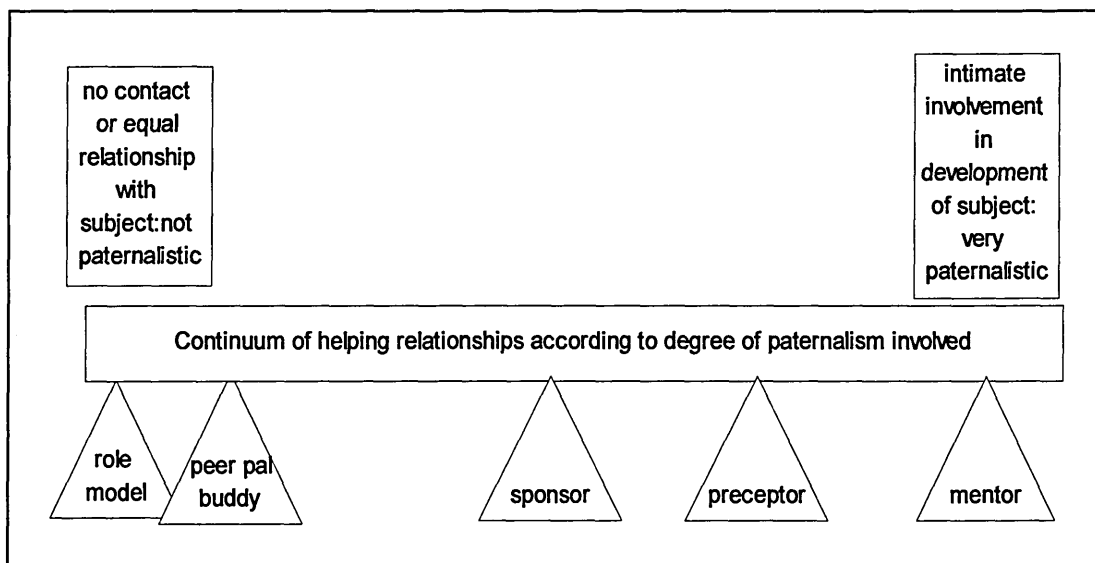 no contact
or equal
relationship
with
subject:not
paternalistic
intimate
involvement
in
development
of subject:
very
paternalistic
Continuum of helping relationships according to degree of paternalism involved
role
model
peer pal
buddy
sponsor
preceptor
mentor